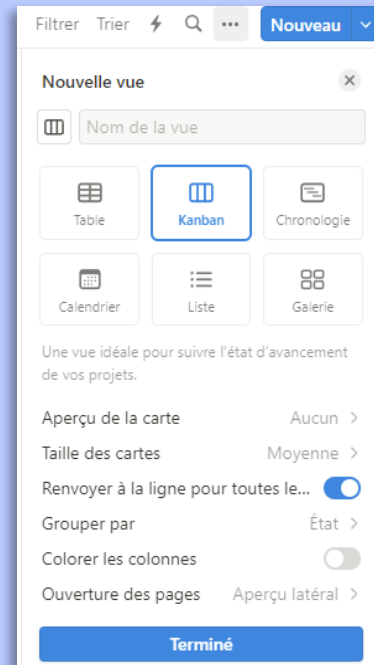 Filtrer Trier ... Nouveau
Nouvelle vue
Nom de la vue
Table Kanban Chronologie
Calendrier Liste Galerie
Une vue idéale pour suivre l'état d'avancement
de vos projets.
Aperçu de la carte Aucun
Taille des cartes Moyenne
Renvoyer à la ligne pour toutes le...
Grouper par État
Colorer les colonnes
Ouverture des pages Aperçu latéral
Terminé